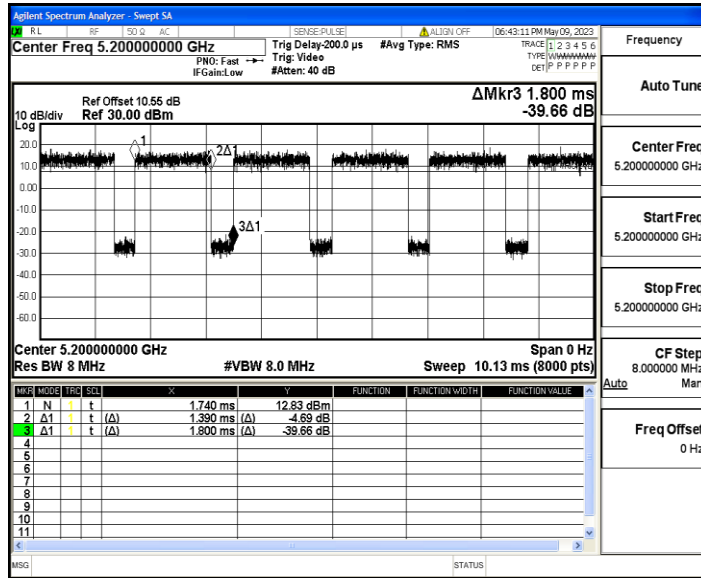 Agilent Spectrum Analyzer - Swept SA
RL RF 50 Ω AC SENSE:PULSE ALIGN OFF 06:43:11 PM May 09, 2023
Center Freq 5.200000000 GHz
PNO: Fast
IFGain:Low
Trig Delay-200.0 µs
Trig: Video
#Atten: 40 dB
#Avg Type: RMS
TRACE 1 2 3 4 5 6
TYPE WWWWWW
DET P P P P P P
Ref Offset 10.55 dB
10 dB/div Ref 30.00 dBm
Log
ΔMkr3 1.800 ms
-39.66 dB
20.0
10.0
0.00
-10.0
-20.0
-30.0
-40.0
-50.0
-60.0
1
2Δ1
3Δ1
Center 5.200000000 GHz Span 0 Hz
Res BW 8 MHz #VBW 8.0 MHz Sweep 10.13 ms (8000 pts)
MKR MODE TRC SCL X Y FUNCTION FUNCTION WIDTH FUNCTION VALUE
1 N 1 t 1.740 ms 12.83 dBm
2 Δ1 1 t (Δ) 1.390 ms (Δ) -4.69 dB
3 Δ1 1 t (Δ) 1.800 ms (Δ) -39.66 dB
4
5
6
7
8
9
10
11
MSG STATUS
Frequency
Auto Tune
Center Freq
5.200000000 GHz
Start Freq
5.200000000 GHz
Stop Freq
5.200000000 GHz
CF Step
8.000000 MHz
Auto Man
Freq Offset
0 Hz